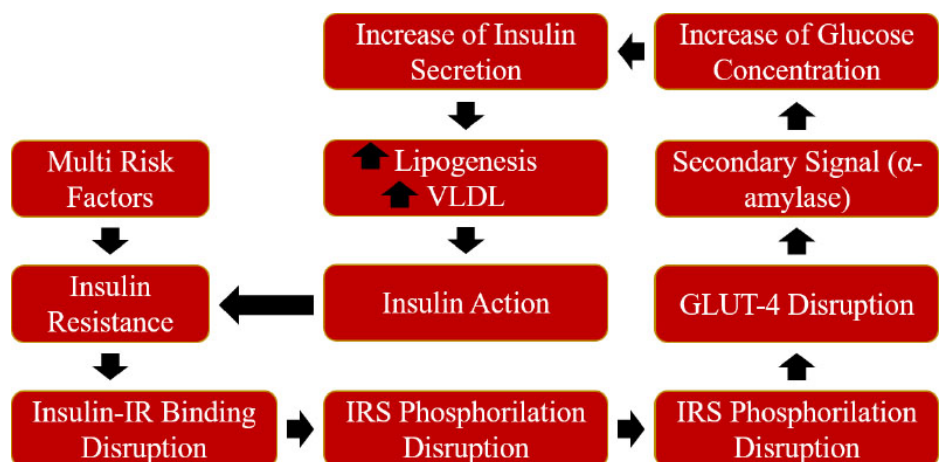 Increase of Insulin
Secretion
Increase of Glucose
Concentration
Multi Risk
Factors
Lipogenesis
VLDL
Secondary Signal (α-
amylase)
Insulin
Resistance
Insulin Action
GLUT-4 Disruption
Insulin-IR Binding
Disruption
IRS Phosphorilation
Disruption
IRS Phosphorilation
Disruption